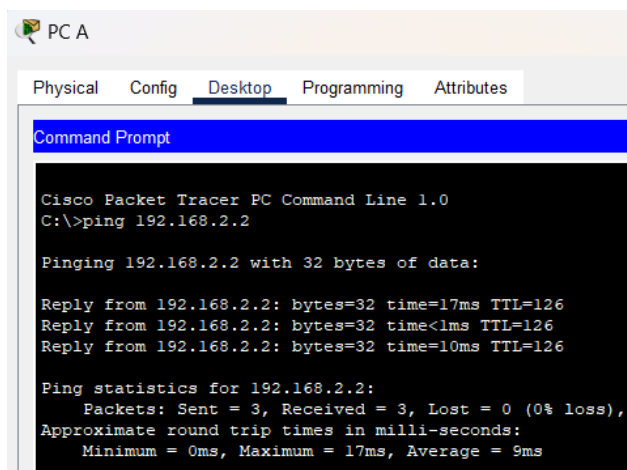 PC A
Physical Config Desktop Programming Attributes
Command Prompt
Cisco Packet Tracer PC Command Line 1.0
C:\>ping 192.168.2.2
Pinging 192.168.2.2 with 32 bytes of data:
Reply from 192.168.2.2: bytes=32 time=17ms TTL=126
Reply from 192.168.2.2: bytes=32 time<1ms TTL=126
Reply from 192.168.2.2: bytes=32 time=10ms TTL=126
Ping statistics for 192.168.2.2:
Packets: Sent = 3, Received = 3, Lost = 0 (0% loss),
Approximate round trip times in milli-seconds:
Minimum = 0ms, Maximum = 17ms, Average = 9ms